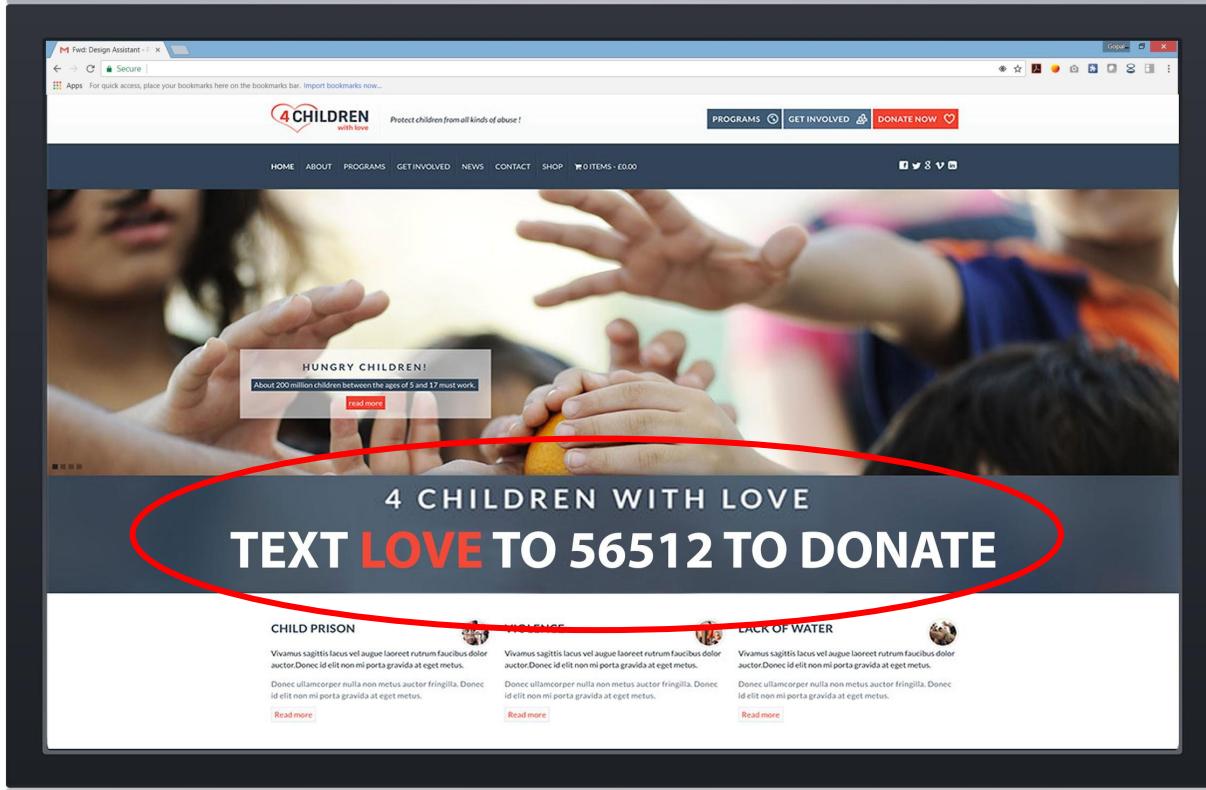 Fwd: Design Assistant - F
Gopal
Secure
Apps For quick access, place your bookmarks here on the bookmarks bar. Import bookmarks now...
4 CHILDREN
with love
Protect children from all kinds of abuse !
PROGRAMS GET INVOLVED DONATE NOW
HOME ABOUT PROGRAMS GET INVOLVED NEWS CONTACT SHOP 0 ITEMS - £0.00
HUNGRY CHILDREN!
About 200 million children between the ages of 5 and 17 must work.
read more
4 CHILDREN WITH LOVE
TEXT LOVE TO 56512 TO DONATE
CHILD PRISON
Vivamus sagittis lacus vel augue laoreet rutrum faucibus dolor
auctor.Donec id elit non mi porta gravida at eget metus.
Donec ullamcorper nulla non metus auctor fringilla. Donec
id elit non mi porta gravida at eget metus.
Read more
VIOLENCE
Vivamus sagittis lacus vel augue laoreet rutrum faucibus dolor
auctor.Donec id elit non mi porta gravida at eget metus.
Donec ullamcorper nulla non metus auctor fringilla. Donec
id elit non mi porta gravida at eget metus.
Read more
LACK OF WATER
Vivamus sagittis lacus vel augue laoreet rutrum faucibus dolor
auctor.Donec id elit non mi porta gravida at eget metus.
Donec ullamcorper nulla non metus auctor fringilla. Donec
id elit non mi porta gravida at eget metus.
Read more